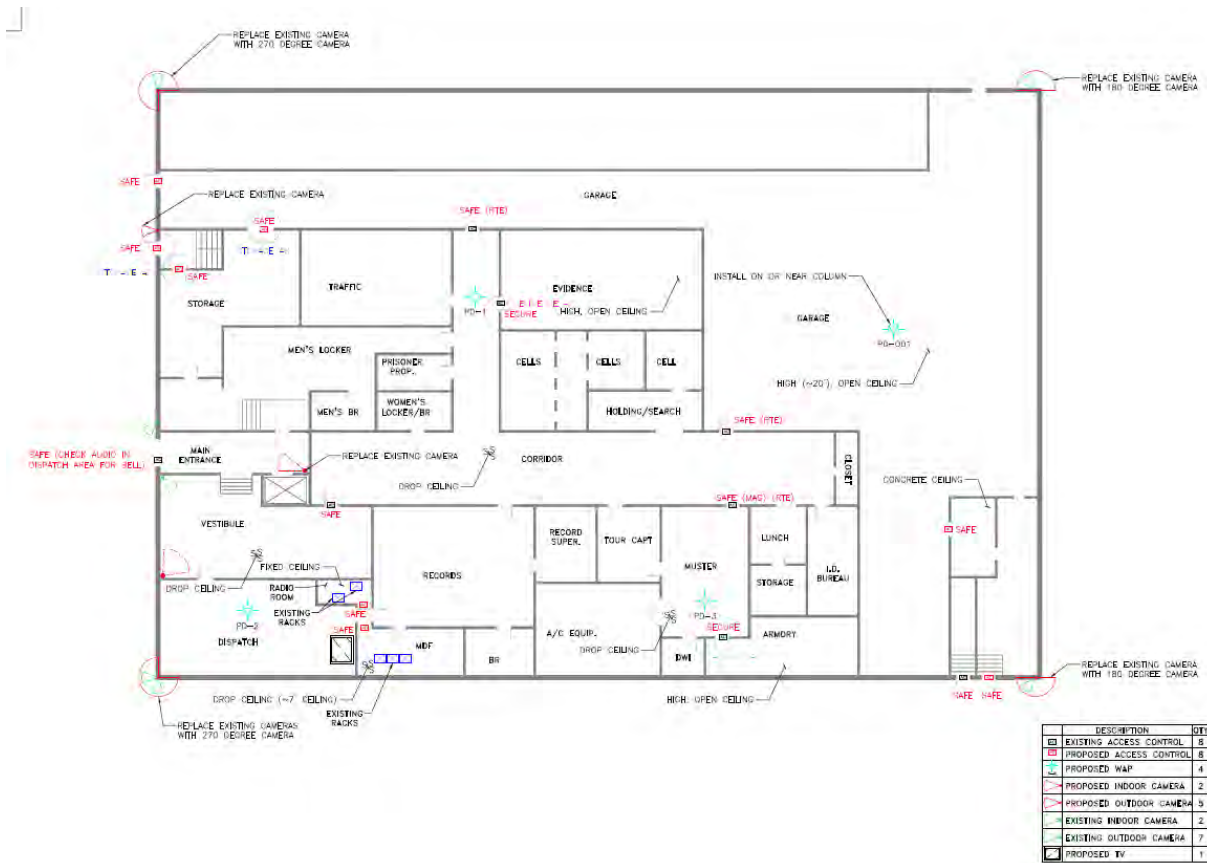 REPLACE EXISTING CAMERA
WITH 270 DEGREE CAMERA
REPLACE EXISTING CAMERA
WITH 180 DEGREE CAMERA
SAFE
REPLACE EXISTING CAMERA
GARAGE
SAFE
SAFE (RTE)
SAFE
SAFE
INSTALL ON OR NEAR COLUMN
TRAFFIC
EVIDENCE
STORAGE
PD-1
SECURE
HIGH, OPEN CEILING
GARAGE
PD-001
MEN'S LOCKER
PRISONER
PROP.
CELLS
CELLS
CELL
HIGH (~20'), OPEN CEILING
MEN'S BR
WOMEN'S
LOCKER/BR
HOLDING/SEARCH
SAFE (RTE)
SAFE (CHECK AUDIO IN
DISPATCH AREA FOR BELL)
MAIN
ENTRANCE
REPLACE EXISTING CAMERA
CORRIDOR
CLOSET
DROP CEILING
CONCRETE CEILING
SAFE
SAFE (MAG) (RTE)
VESTIBULE
RECORD
SUPER.
TOUR CAPT
LUNCH
SAFE
MUSTER
FIXED CEILING
RECORDS
I.D.
BUREAU
DROP CEILING
RADIO
ROOM
STORAGE
EXISTING
RACKS
SAFE
PD-2
PD-3
DISPATCH
SAFE
SECURE
A/C EQUIP.
ARMORY
MDF
DROP CEILING
BR
DWI
REPLACE EXISTING CAMERA
WITH 180 DEGREE CAMERA
DROP CEILING (~7' CEILING)
HIGH, OPEN CEILING
SAFE
SAFE
EXISTING
RACKS
REPLACE EXISTING CAMERAS
WITH 270 DEGREE CAMERA
DESCRIPTION QTY
EXISTING ACCESS CONTROL 8
PROPOSED ACCESS CONTROL 8
PROPOSED WAP 4
PROPOSED INDOOR CAMERA 2
PROPOSED OUTDOOR CAMERA 5
EXISTING INDOOR CAMERA 2
EXISTING OUTDOOR CAMERA 7
PROPOSED TV 1